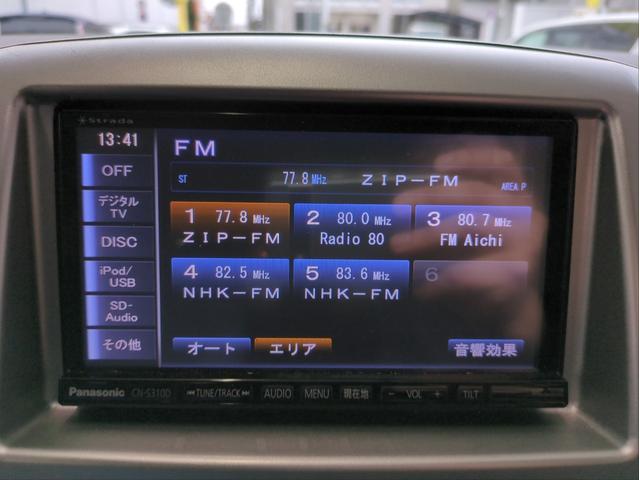 Strada
13:41
FM
OFF
ST 77.8 MHz ZIP-FM AREA P
デジタル
TV
1 77.8 MHz
ZIP-FM
2 80.0 MHz
Radio 80
3 80.7 MHz
FM Aichi
DISC
4 82.5 MHz
NHK-FM
5 83.6 MHz
NHK-FM
6
iPod/
USB
SD-
Audio
その他
オート
エリア
音響効果
Panasonic CN-S310D TUNE/TRACK AUDIO MENU 現在地 - VOL + TILT